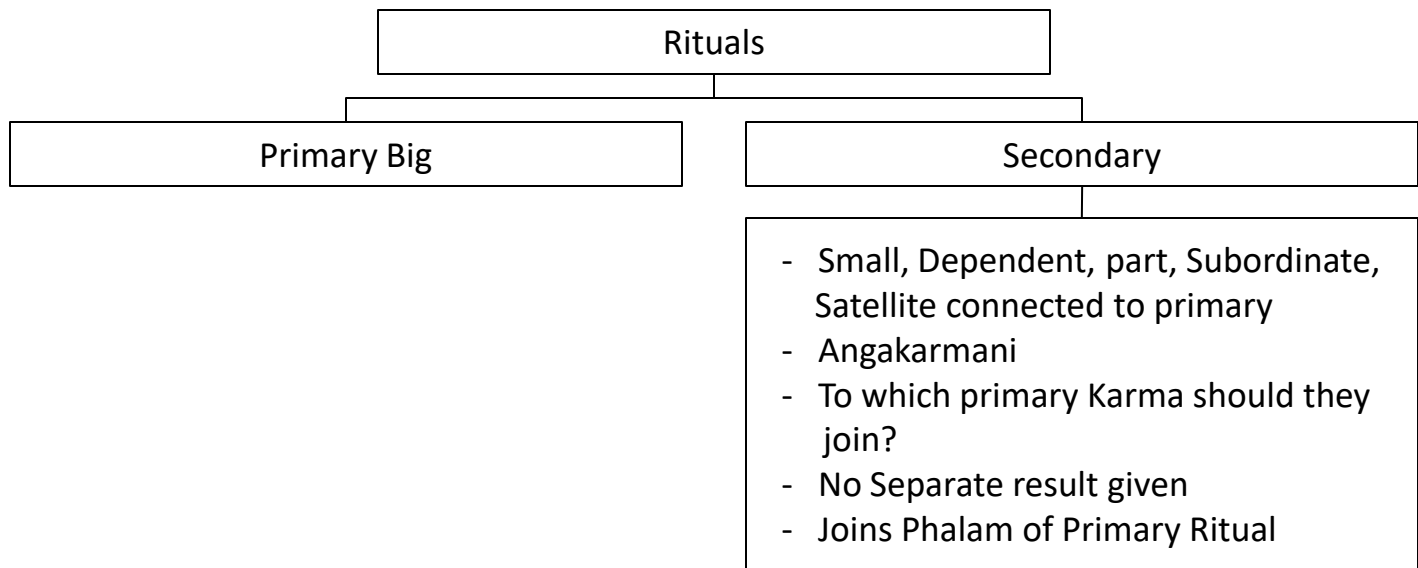 Rituals
Primary Big
Secondary
- Small, Dependent, part, Subordinate,
Satellite connected to primary
- Angakarmani
- To which primary Karma should they
join?
- No Separate result given
- Joins Phalam of Primary Ritual